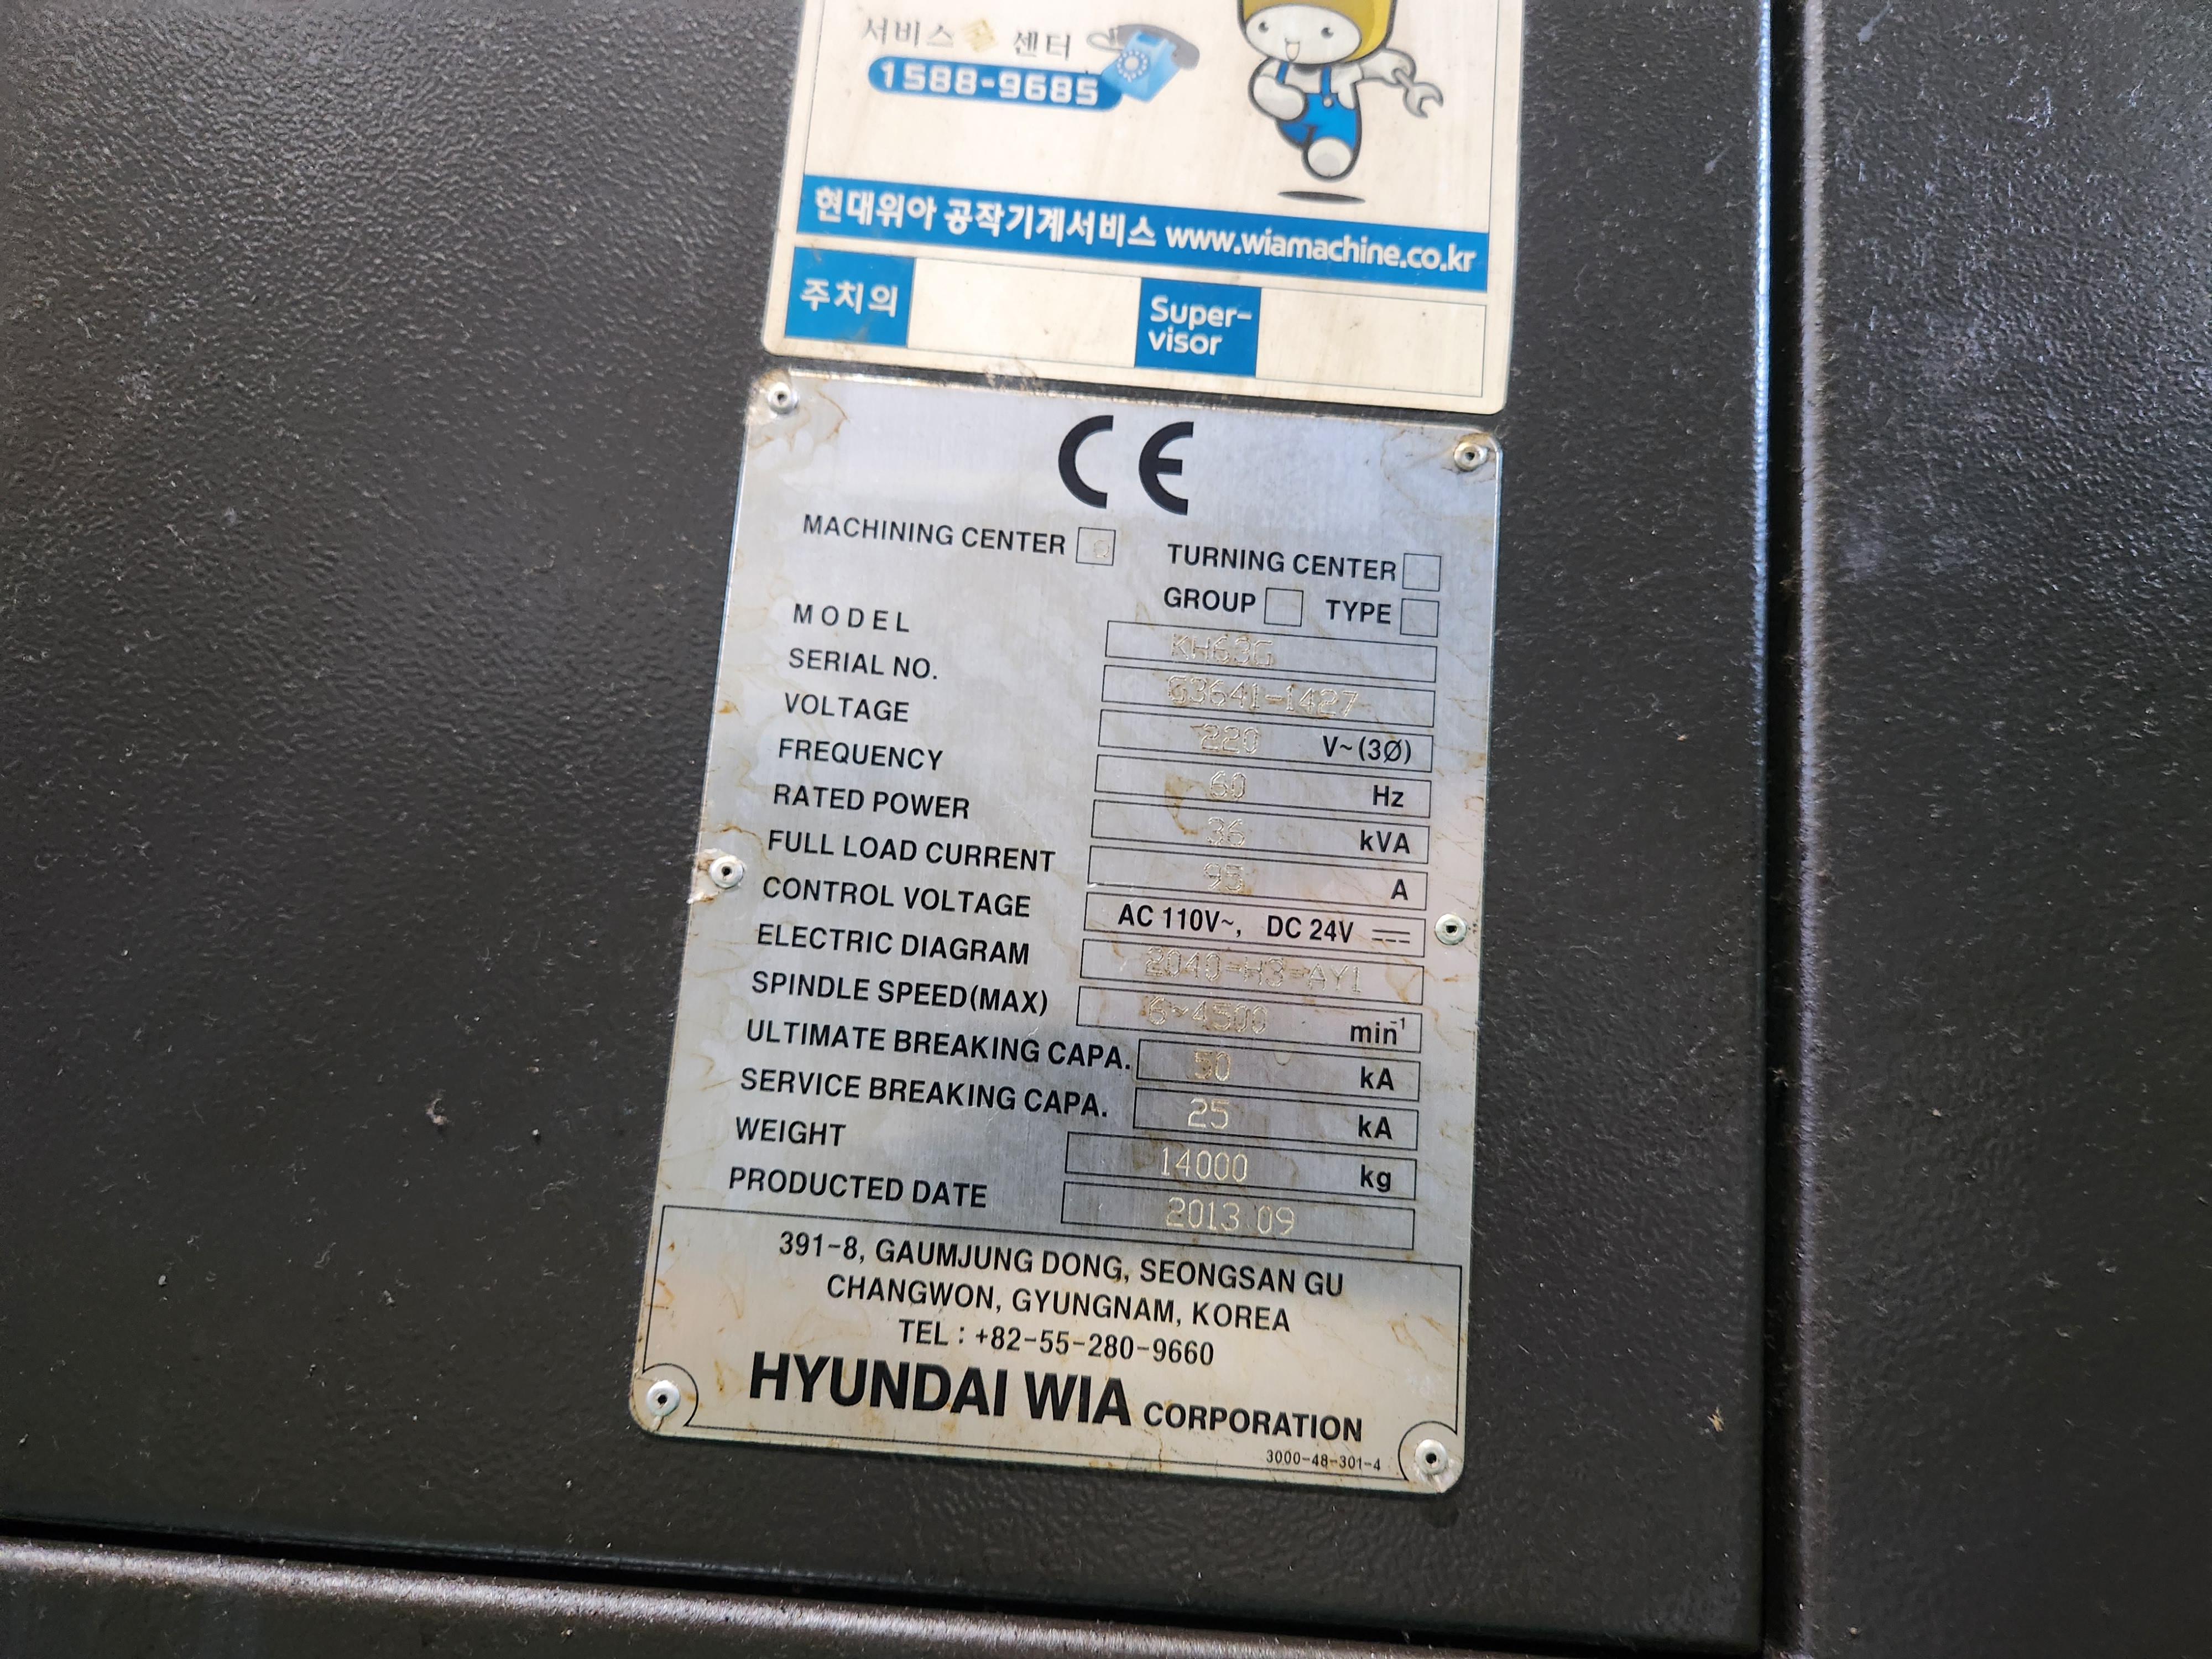 서비스 콜 센터
1588-9685
현대위아 공작기계서비스 www.wiamachine.co.kr
주치의
Super-
visor
CE
MACHINING CENTER TURNING CENTER
GROUP TYPE
MODEL KH63G
SERIAL NO. G3641-1427
VOLTAGE 220 V~(3Ø)
FREQUENCY 60 Hz
RATED POWER 36 kVA
FULL LOAD CURRENT 95 A
CONTROL VOLTAGE AC 110V~, DC 24V
ELECTRIC DIAGRAM 2040-H3-AY1
SPINDLE SPEED(MAX) 6~4500 min⁻¹
ULTIMATE BREAKING CAPA. 50 kA
SERVICE BREAKING CAPA. 25 kA
WEIGHT 14000 kg
PRODUCTED DATE 2013.09
391-8, GAUMJUNG DONG, SEONGSAN GU
CHANGWON, GYUNGNAM, KOREA
TEL : +82-55-280-9660
HYUNDAI WIA CORPORATION
3000-48-301-4